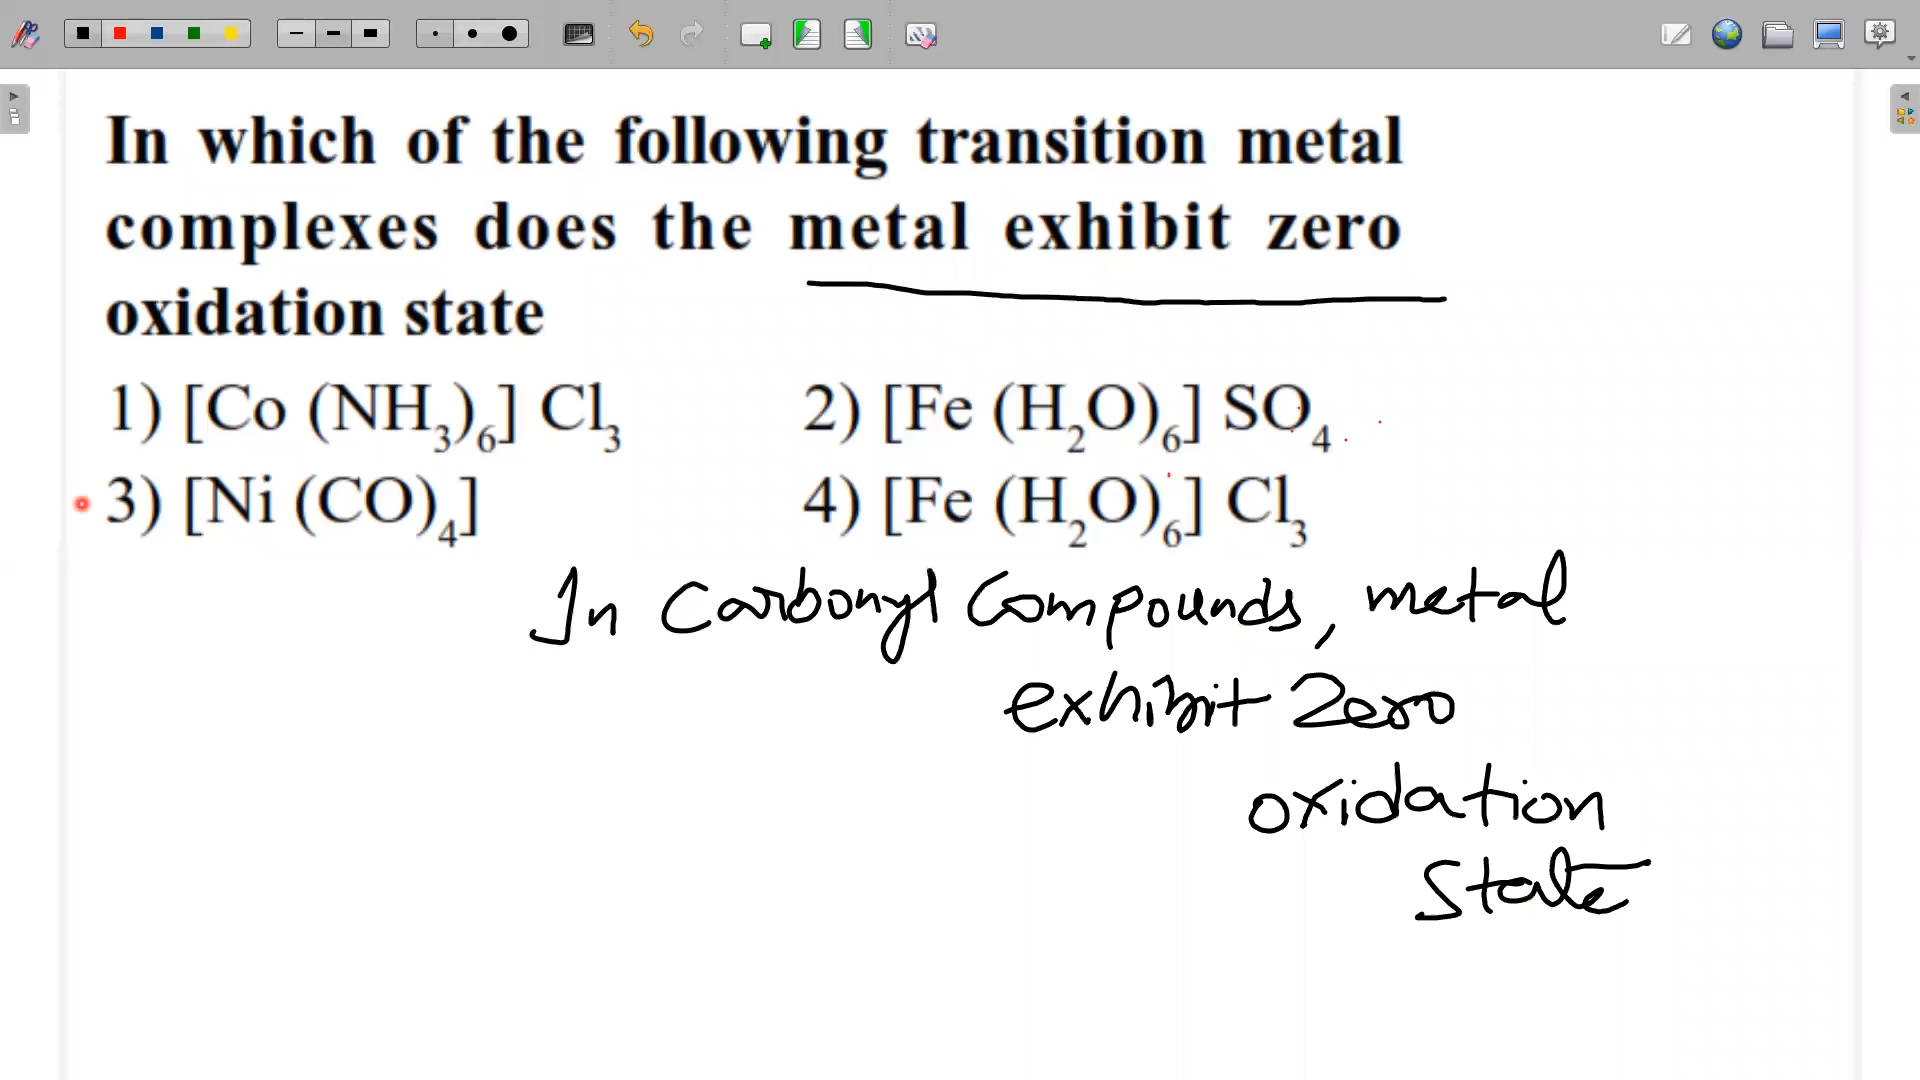 In which of the following transition metal
complexes does the metal exhibit zero
oxidation state
1) [Co (NH₃)₆] Cl₃ 2) [Fe (H₂O)₆] SO₄
3) [Ni (CO)₄] 4) [Fe (H₂O)₆] Cl₃
In Carbonyl Compounds, metal
exhibit Zero
oxidation
State